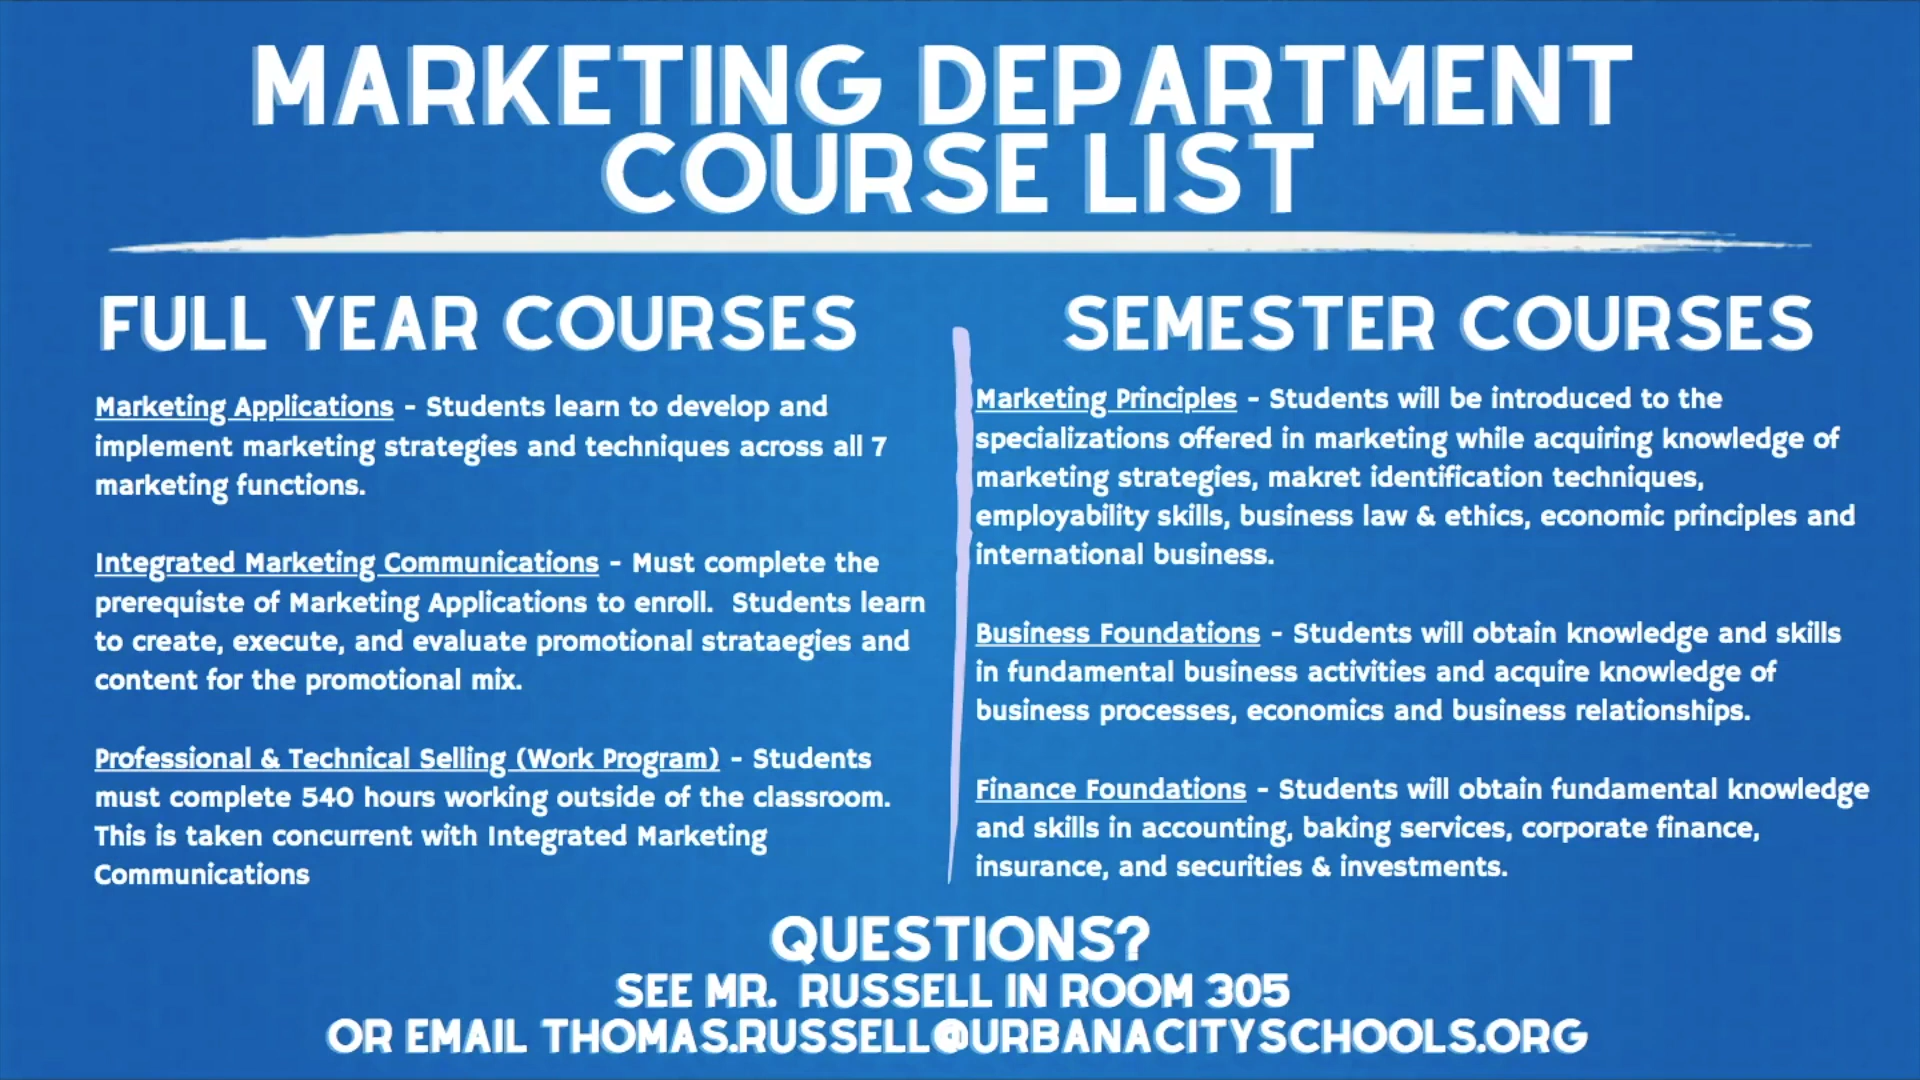 MARKETING DEPARTMENT
COURSE LIST
FULL YEAR COURSES
Marketing Applications - Students learn to develop and
implement marketing strategies and techniques across all 7
marketing functions.
Integrated Marketing Communications - Must complete the
prerequiste of Marketing Applications to enroll. Students learn
to create, execute, and evaluate promotional strataegies and
content for the promotional mix.
Professional & Technical Selling (Work Program) - Students
must complete 540 hours working outside of the classroom.
This is taken concurrent with Integrated Marketing
Communications
SEMESTER COURSES
Marketing Principles - Students will be introduced to the
specializations offered in marketing while acquiring knowledge of
marketing strategies, makret identification techniques,
employability skills, business law & ethics, economic principles and
international business.
Business Foundations - Students will obtain knowledge and skills
in fundamental business activities and acquire knowledge of
business processes, economics and business relationships.
Finance Foundations - Students will obtain fundamental knowledge
and skills in accounting, baking services, corporate finance,
insurance, and securities & investments.
QUESTIONS?
SEE MR. RUSSELL IN ROOM 305
OR EMAIL THOMAS.RUSSELL@URBANACITYSCHOOLS.ORG